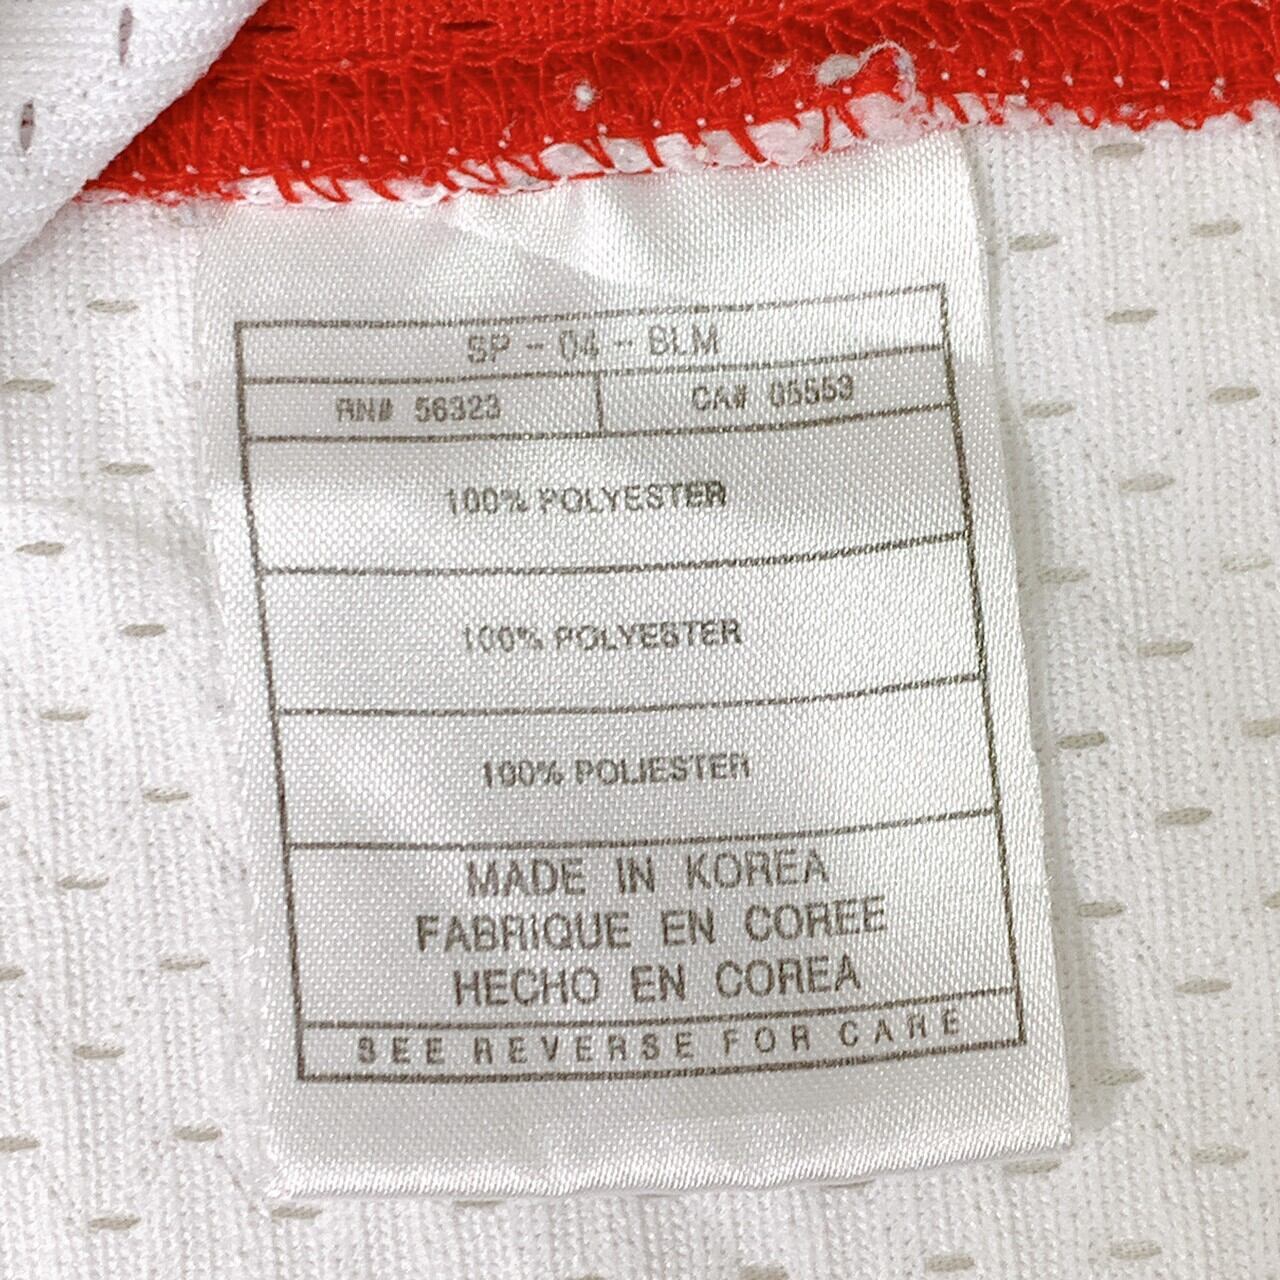 SP - 04 - BLM
RN# 56323 CA# 05553
100% POLYESTER
100% POLYESTER
100% POLIESTER
MADE IN KOREA
FABRIQUE EN COREE
HECHO EN COREA
SEE REVERSE FOR CARE